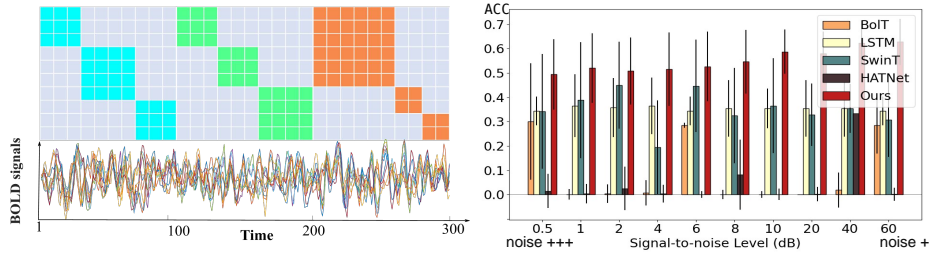 BOLD signals
1
100
200
300
Time
ACC
0.7
0.6
0.5
0.4
0.3
0.2
0.1
0.0
BolT
LSTM
SwinT
HATNet
Ours
0.5 1 2 4 6 8 10 20 40 60
noise +++ Signal-to-noise Level (dB) noise +